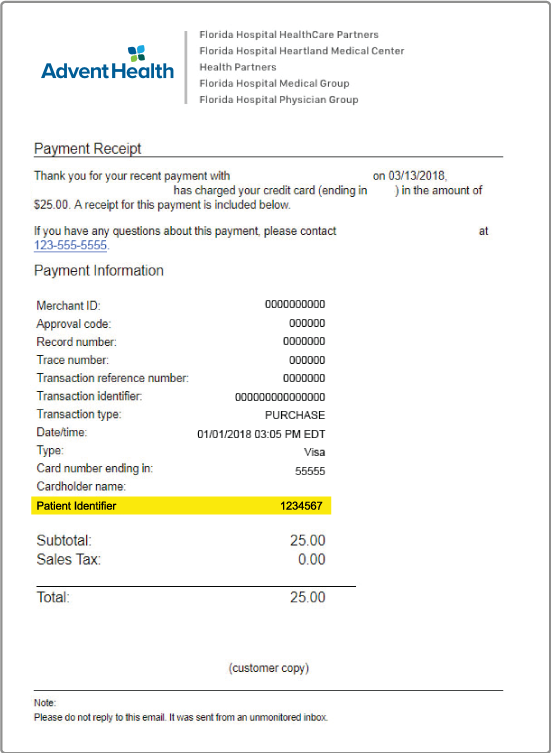 AdventHealth
Florida Hospital HealthCare Partners
Florida Hospital Heartland Medical Center
Health Partners
Florida Hospital Medical Group
Florida Hospital Physician Group
Payment Receipt
Thank you for your recent payment with on 03/13/2018,
has charged your credit card (ending in ) in the amount of
$25.00. A receipt for this payment is included below.
If you have any questions about this payment, please contact at
123-555-5555.
Payment Information
Merchant ID: 0000000000
Approval code: 000000
Record number: 0000000
Trace number: 000000
Transaction reference number: 0000000
Transaction identifier: 000000000000000
Transaction type: PURCHASE
Date/time: 01/01/2018 03:05 PM EDT
Type: Visa
Card number ending in: 55555
Cardholder name:
Patient Identifier 1234567
Subtotal: 25.00
Sales Tax: 0.00
Total: 25.00
(customer copy)
Note:
Please do not reply to this email. It was sent from an unmonitored inbox.